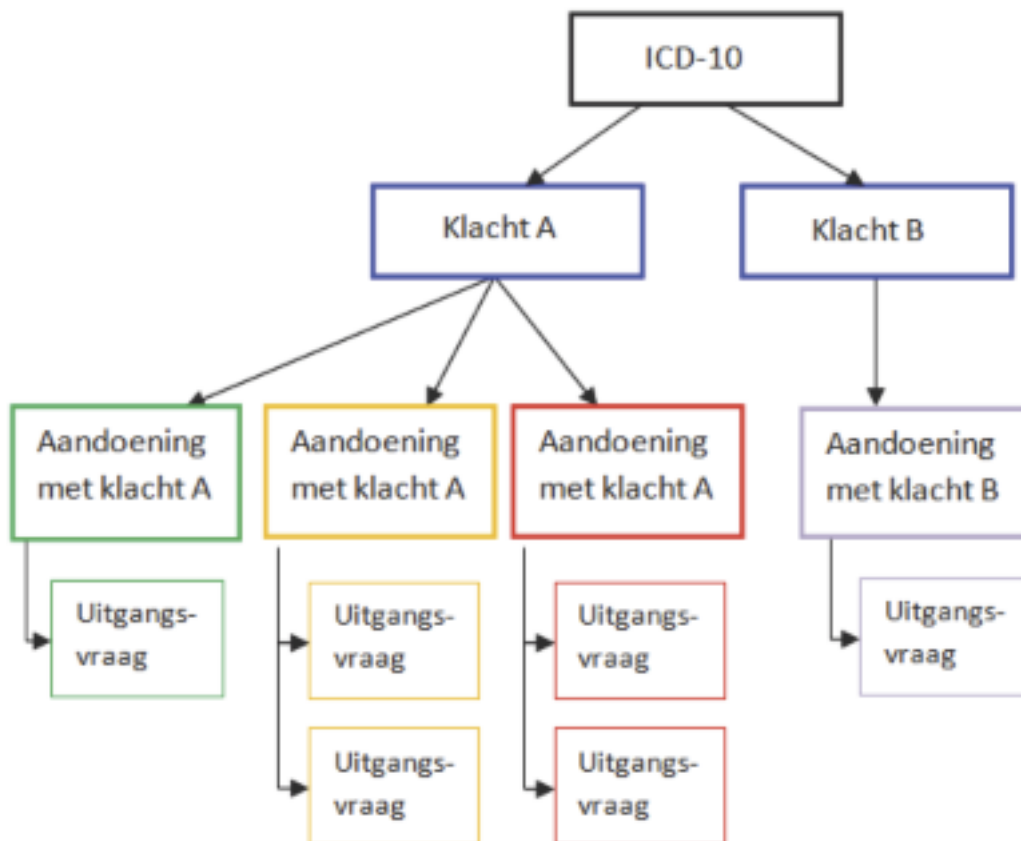 ICD-10
Klacht A
Klacht B
Aandoening
met klacht A
Aandoening
met klacht A
Aandoening
met klacht A
Aandoening
met klacht B
Uitgangs-
vraag
Uitgangs-
vraag
Uitgangs-
vraag
Uitgangs-
vraag
Uitgangs-
vraag
Uitgangs-
vraag